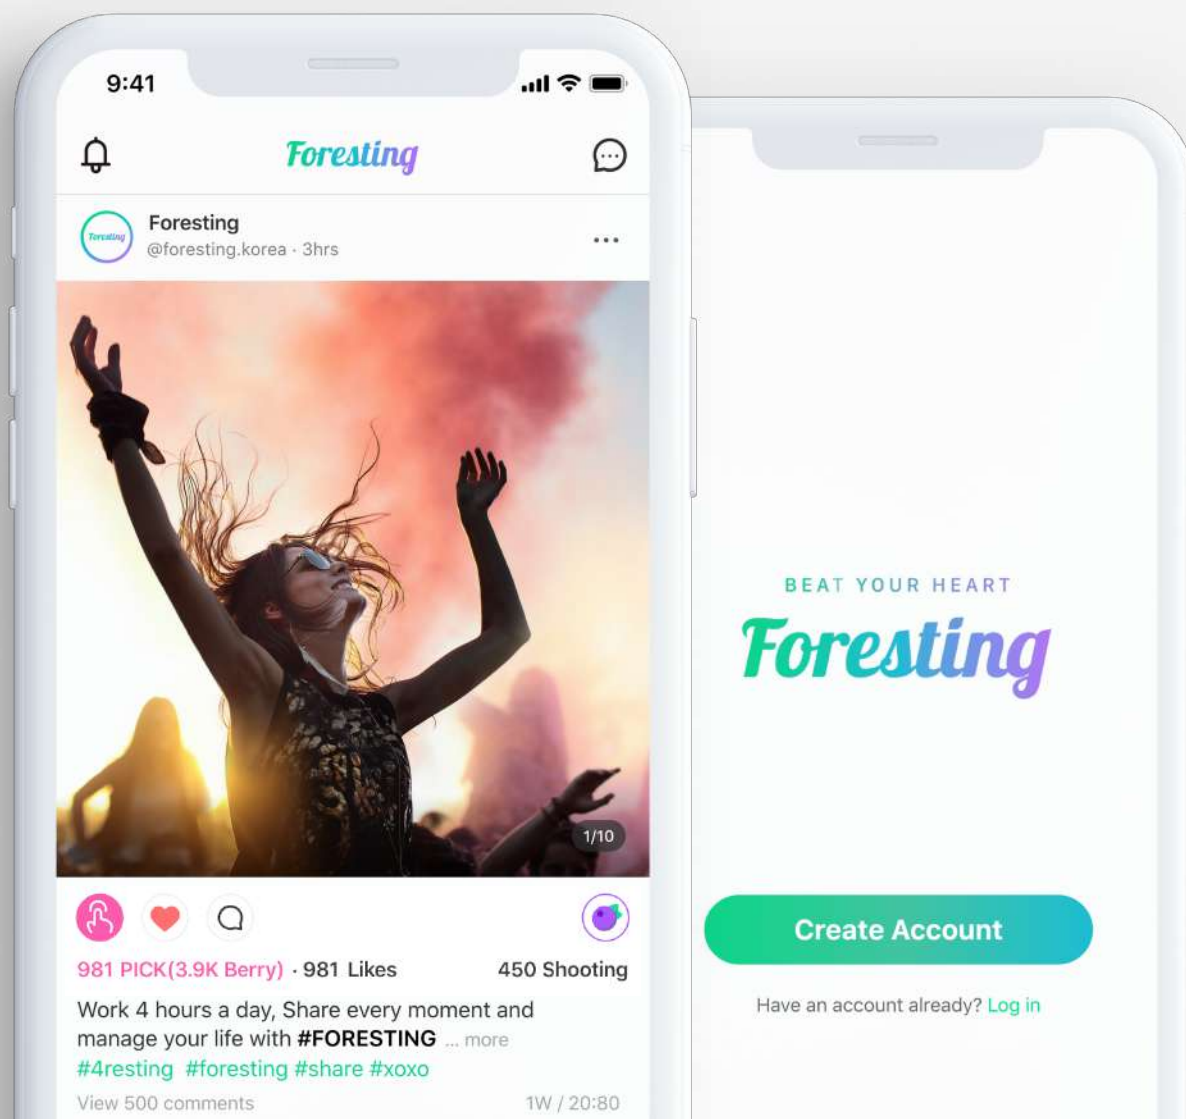 9:41
Foresting
Foresting
Foresting
@foresting.korea · 3hrs
1/10
981 PICK(3.9K Berry) · 981 Likes
450 Shooting
Work 4 hours a day, Share every moment and
manage your life with #FORESTING ... more
#4resting #foresting #share #xoxo
View 500 comments
1W / 20:80
BEAT YOUR HEART
Foresting
Create Account
Have an account already? Log in